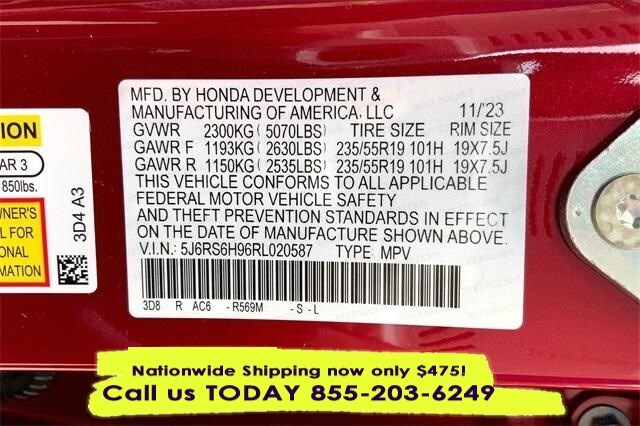 MFD. BY HONDA DEVELOPMENT &
MANUFACTURING OF AMERICA, LLC 11/'23
GVWR 2300KG( 5070LBS) TIRE SIZE RIM SIZE
GAWR F 1193KG( 2630LBS) 235/55R19 101H 19X7.5J
GAWR R 1150KG( 2535LBS) 235/55R19 101H 19X7.5J
THIS VEHICLE CONFORMS TO ALL APPLICABLE
FEDERAL MOTOR VEHICLE SAFETY
AND THEFT PREVENTION STANDARDS IN EFFECT
ON THE DATE OF MANUFACTURE SHOWN ABOVE.
V.I.N.: 5J6RS6H96RL020587 TYPE: MPV
3D8 R AC6 -R569M -S-L
AR 3
850lbs.
3D4 A3
Nationwide Shipping now only $475!
Call us TODAY 855-203-6249